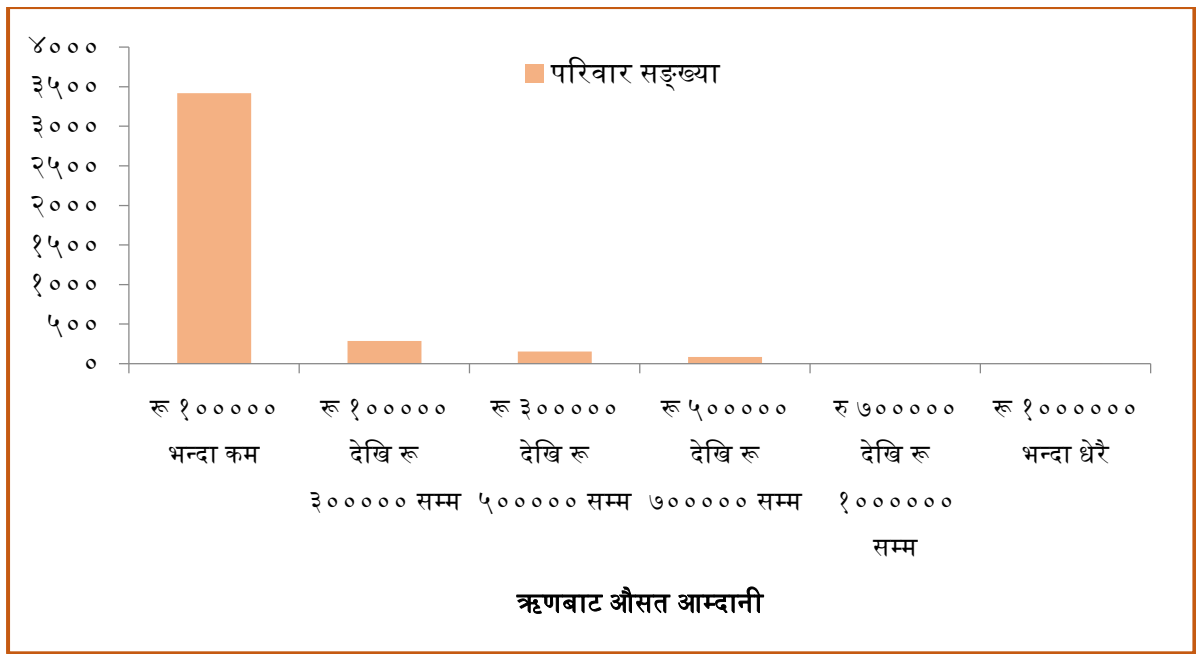 ४०००
३५००
३०००
२५००
२०००
१५००
१०००
५००
०
परिवार सङ्ख्या
रू १०००००
भन्दा कम
रू १०००००
देखि रू
३००००० सम्म
रू ३०००००
देखि रू
५००००० सम्म
रू ५०००००
देखि रू
७००००० सम्म
रु ७०००००
देखि रू
१००००००
सम्म
रू १००००००
भन्दा धेरै
ऋणबाट औसत आम्दानी